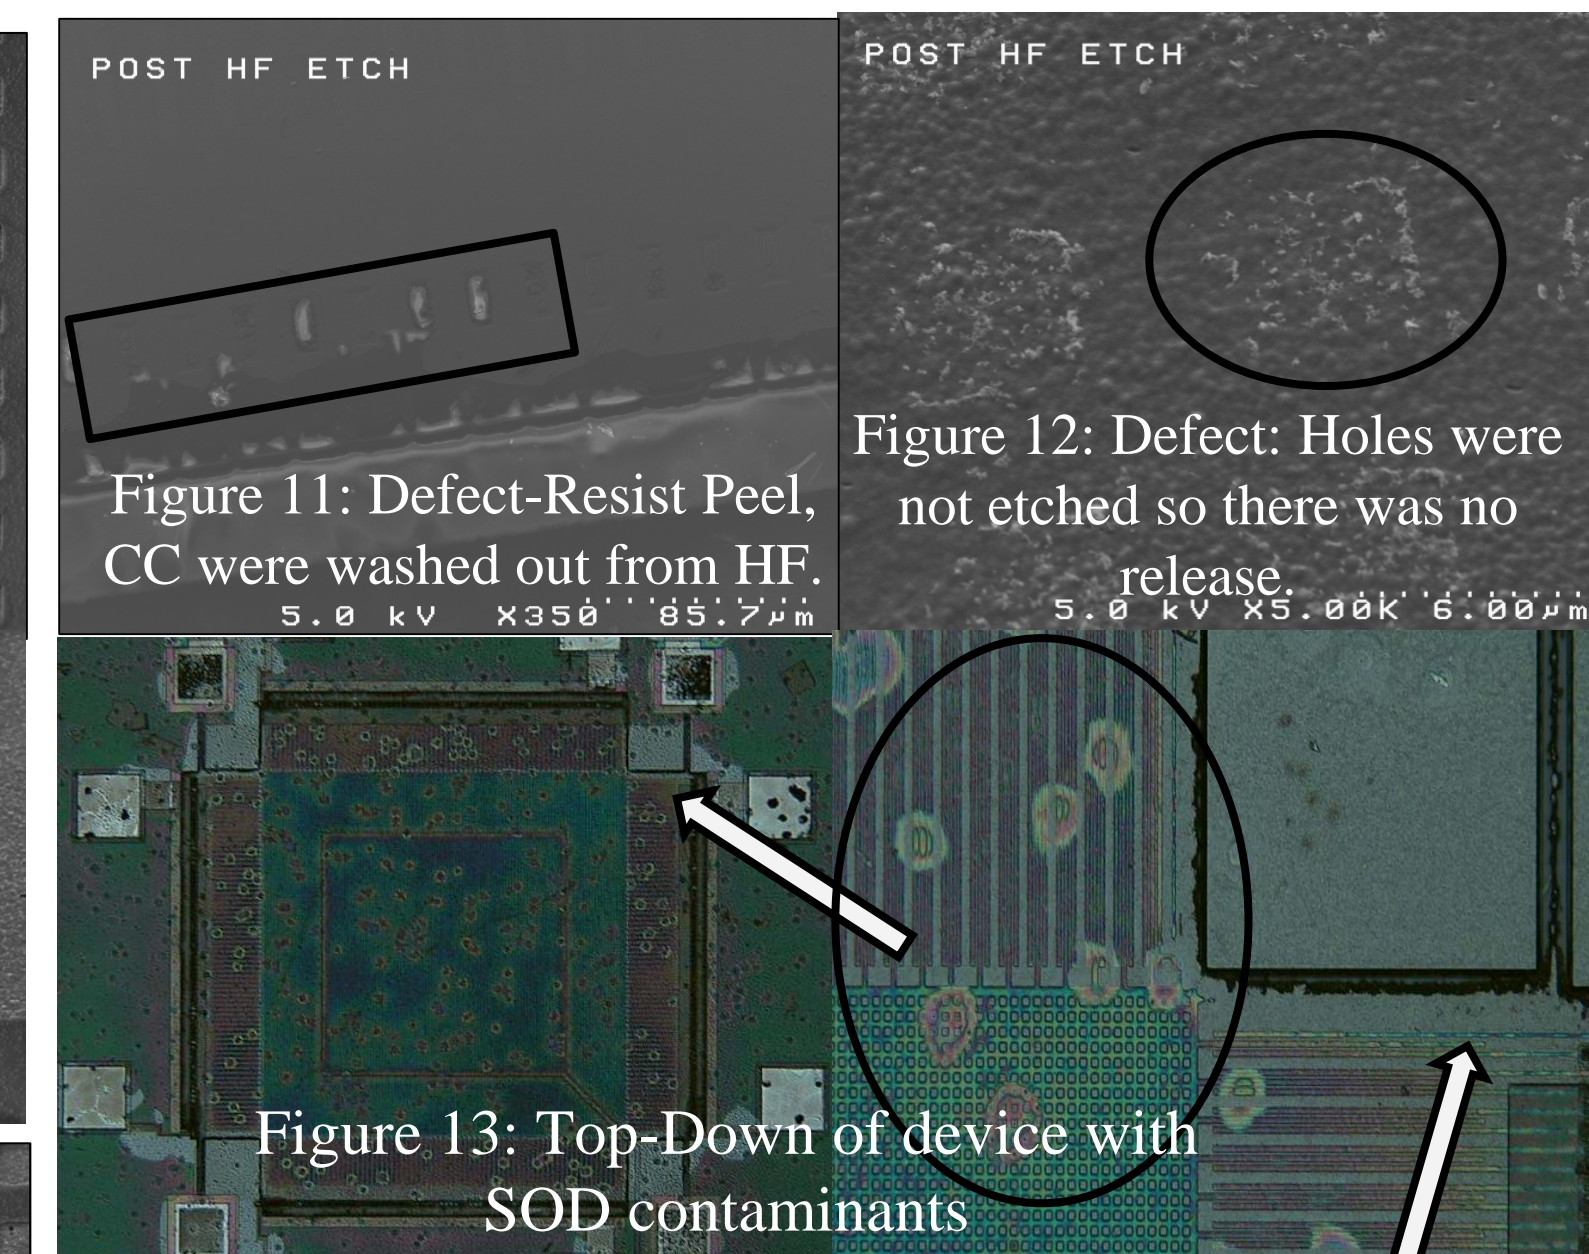 POST HF ETCH
Figure 11: Defect-Resist Peel,
CC were washed out from HF.
5.0 kV X350 85.7µm
POST HF ETCH
Figure 12: Defect: Holes were
not etched so there was no
release.
5.0 kV X5.00K 6.00µm
Figure 13: Top-Down of device with
SOD contaminants